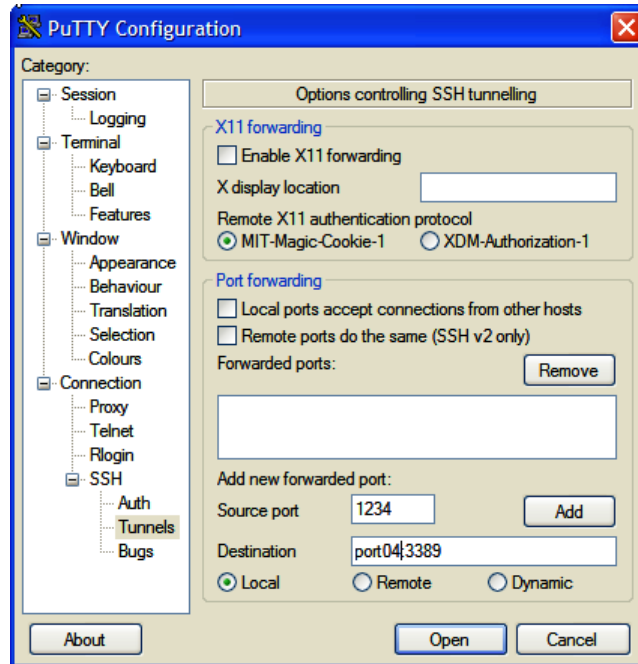 PuTTY Configuration
Category:
Session
Logging
Terminal
Keyboard
Bell
Features
Window
Appearance
Behaviour
Translation
Selection
Colours
Connection
Proxy
Telnet
Rlogin
SSH
Auth
Tunnels
Bugs
Options controlling SSH tunnelling
X11 forwarding
Enable X11 forwarding
X display location
Remote X11 authentication protocol
MIT-Magic-Cookie-1 XDM-Authorization-1
Port forwarding
Local ports accept connections from other hosts
Remote ports do the same (SSH v2 only)
Forwarded ports: Remove
Add new forwarded port:
Source port 1234 Add
Destination port04:3389
Local Remote Dynamic
About Open Cancel